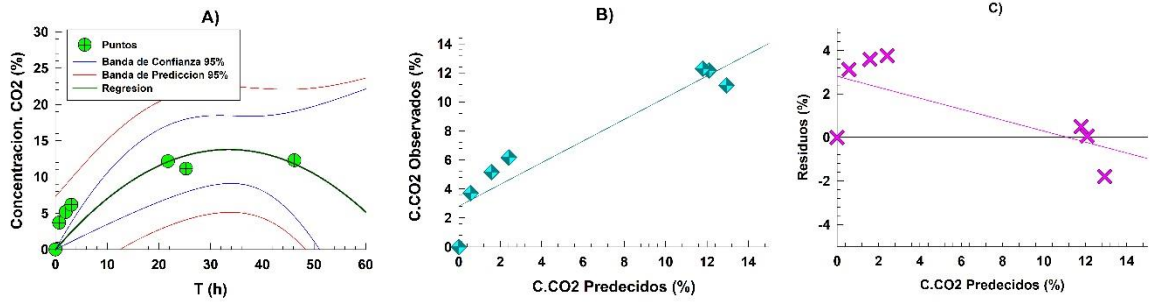 A)
Concentracion. CO2 (%)
30
25
20
15
10
5
0
Puntos
Banda de Confianza 95%
Banda de Prediccion 95%
Regresion
0 10 20 30 40 50 60
T (h)
B)
C.CO2 Observados (%)
14
12
10
8
6
4
2
0
0 2 4 6 8 10 12 14
C.CO2 Predecidos (%)
C)
Residuos (%)
4
2
0
-2
-4
0 2 4 6 8 10 12 14
C.CO2 Predecidos (%)